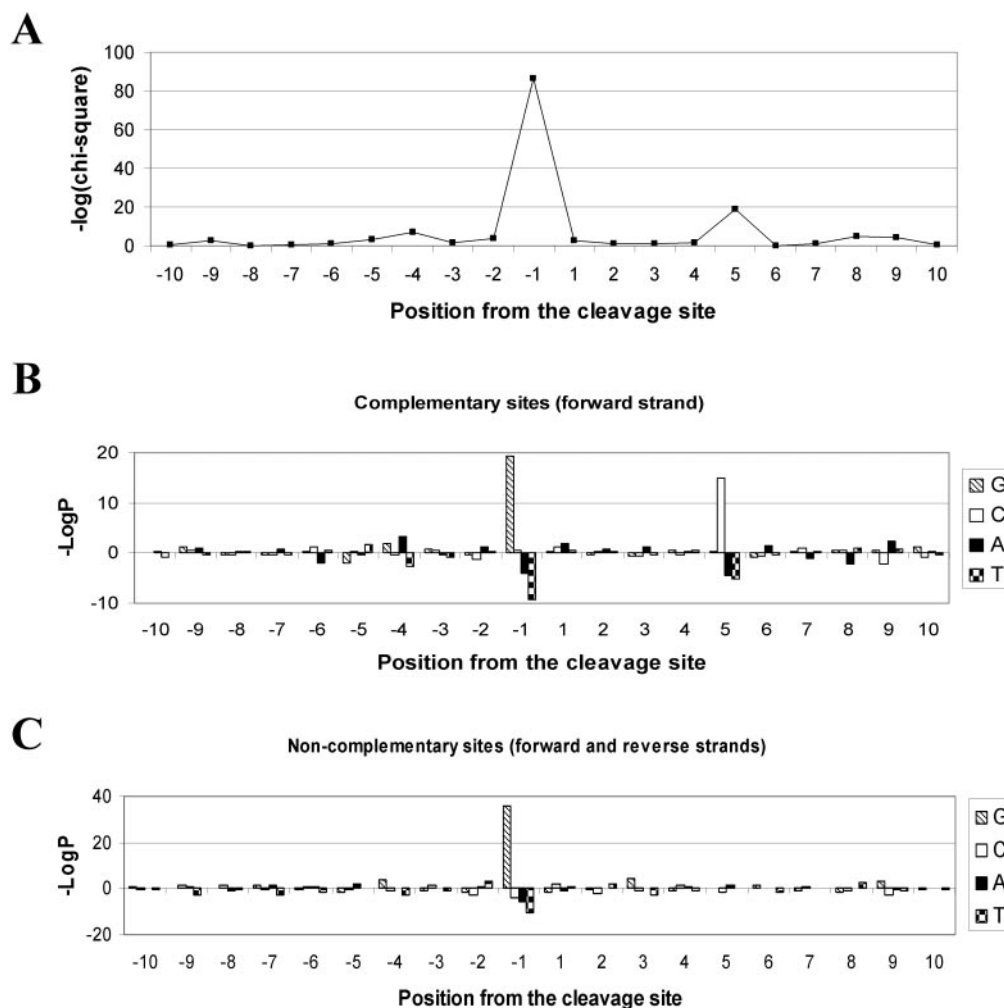 A
-log(chi-square)
100
80
60
40
20
0
-10 -9 -8 -7 -6 -5 -4 -3 -2 -1 1 2 3 4 5 6 7 8 9 10
Position from the cleavage site
B
Complementary sites (forward strand)
-LogP
20
10
0
-10
G
C
A
T
-10 -9 -8 -7 -6 -5 -4 -3 -2 -1 1 2 3 4 5 6 7 8 9 10
Position from the cleavage site
C
Non-complementary sites (forward and reverse strands)
-LogP
40
20
0
-20
G
C
A
T
-10 -9 -8 -7 -6 -5 -4 -3 -2 -1 1 2 3 4 5 6 7 8 9 10
Position from the cleavage site